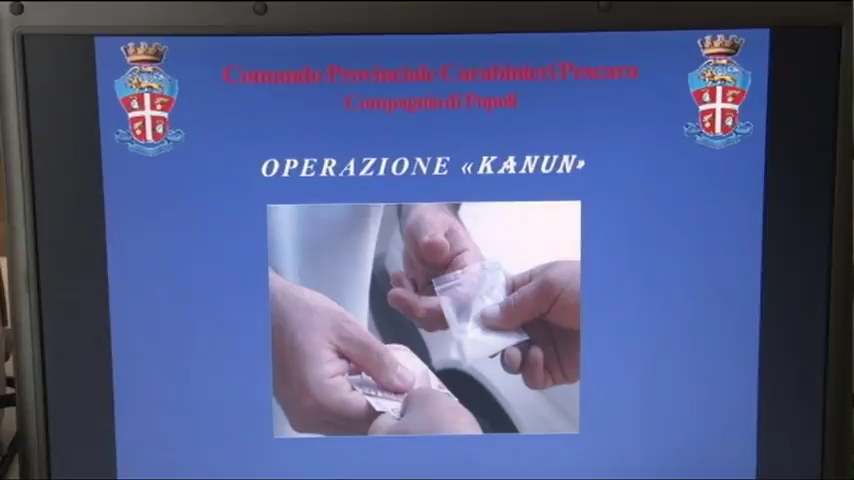 Comando Provinciale Carabinieri Pescara
Compagnia di Popoli
OPERAZIONE «KANUN»